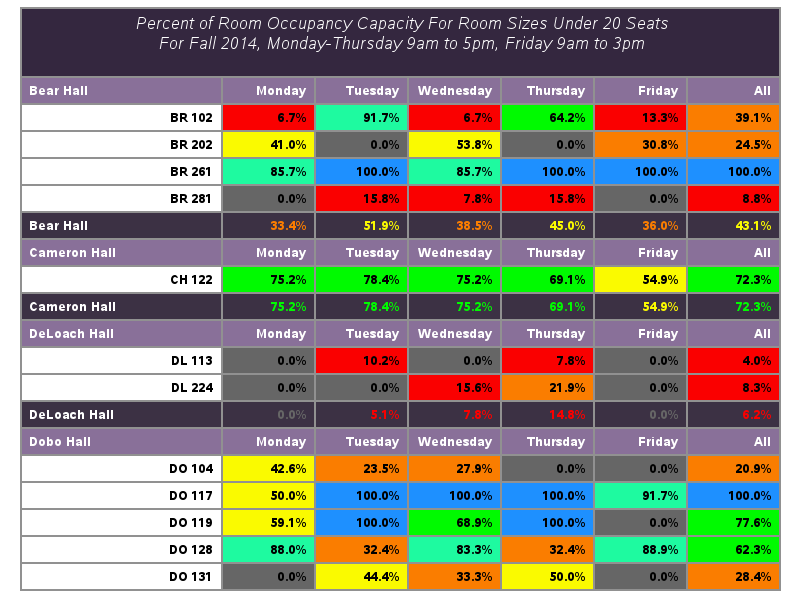 Percent of Room Occupancy Capacity For Room Sizes Under 20 Seats
For Fall 2014, Monday-Thursday 9am to 5pm, Friday 9am to 3pm
Bear Hall Monday Tuesday Wednesday Thursday Friday All
BR 102 6.7% 91.7% 6.7% 64.2% 13.3% 39.1%
BR 202 41.0% 0.0% 53.8% 0.0% 30.8% 24.5%
BR 261 85.7% 100.0% 85.7% 100.0% 100.0% 100.0%
BR 281 0.0% 15.8% 7.8% 15.8% 0.0% 8.8%
Bear Hall 33.4% 51.9% 38.5% 45.0% 36.0% 43.1%
Cameron Hall Monday Tuesday Wednesday Thursday Friday All
CH 122 75.2% 78.4% 75.2% 69.1% 54.9% 72.3%
Cameron Hall 75.2% 78.4% 75.2% 69.1% 54.9% 72.3%
DeLoach Hall Monday Tuesday Wednesday Thursday Friday All
DL 113 0.0% 10.2% 0.0% 7.8% 0.0% 4.0%
DL 224 0.0% 0.0% 15.6% 21.9% 0.0% 8.3%
DeLoach Hall 0.0% 5.1% 7.8% 14.8% 0.0% 6.2%
Dobo Hall Monday Tuesday Wednesday Thursday Friday All
DO 104 42.6% 23.5% 27.9% 0.0% 0.0% 20.9%
DO 117 50.0% 100.0% 100.0% 100.0% 91.7% 100.0%
DO 119 59.1% 100.0% 68.9% 100.0% 0.0% 77.6%
DO 128 88.0% 32.4% 83.3% 32.4% 88.9% 62.3%
DO 131 0.0% 44.4% 33.3% 50.0% 0.0% 28.4%